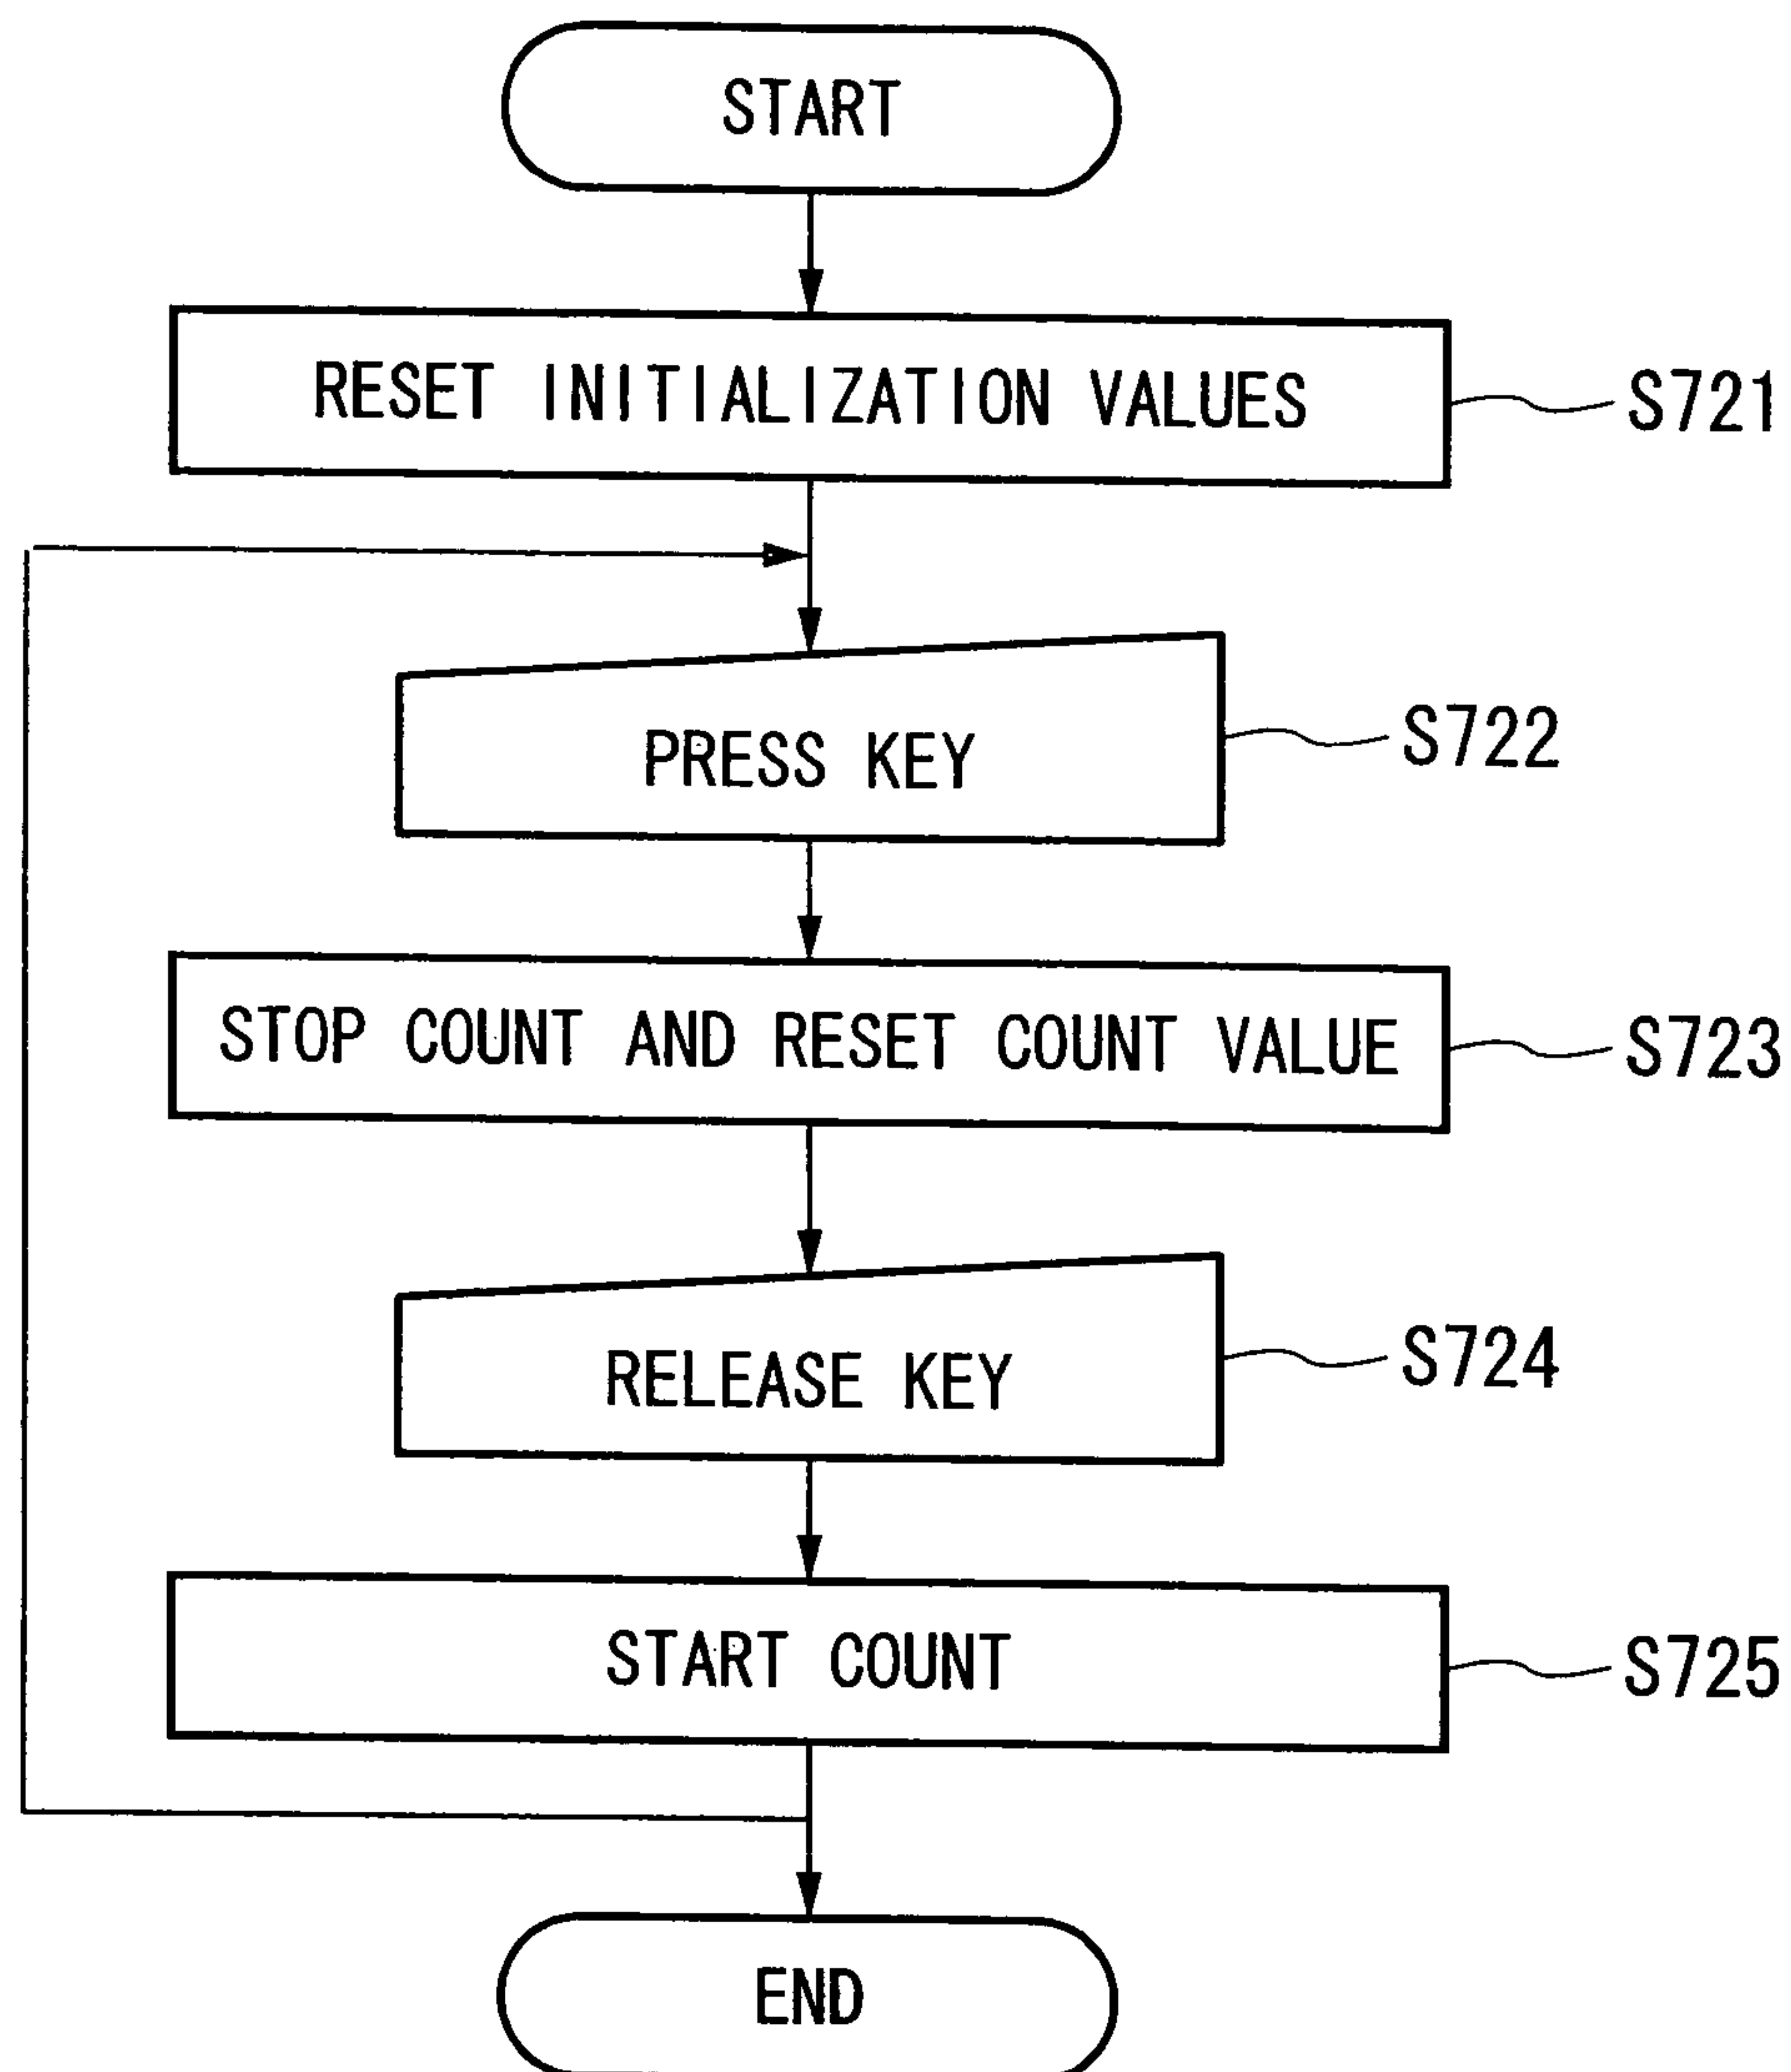 START
RESET INITIALIZATION VALUES
S721
PRESS KEY
S722
STOP COUNT AND RESET COUNT VALUE
S723
RELEASE KEY
S724
START COUNT
S725
END